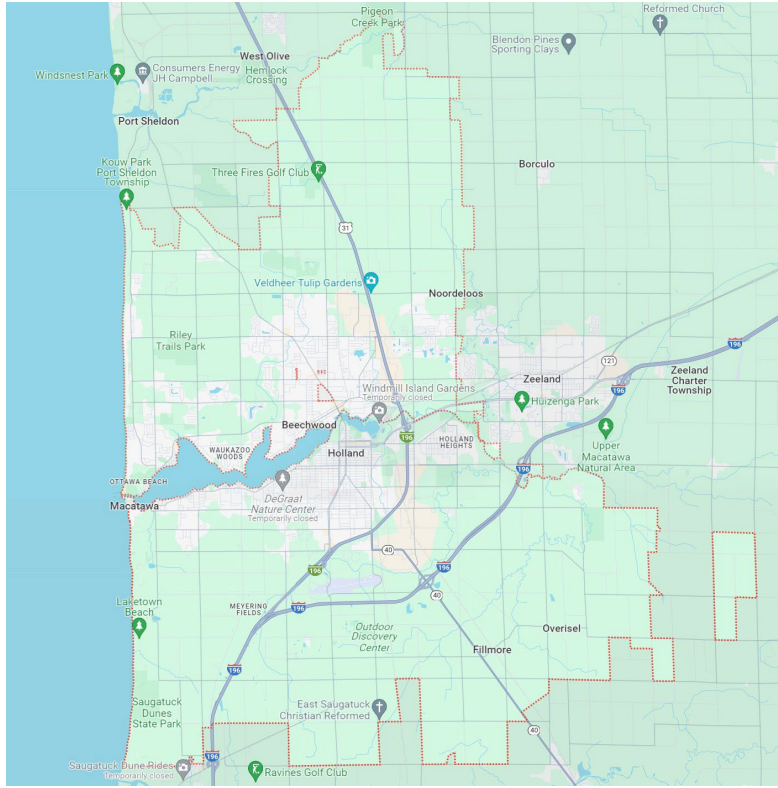 Pigeon
Creek Park
Reformed Church
Blendon Pines
Sporting Clays
West Olive
Hemlock
Crossing
Consumers Energy
JH Campbell...
Windsnest Park
Port Sheldon
Kouw Park
Port Sheldon
Township
Three Fires Golf Club
Borculo
31
Veldheer Tulip Gardens
Noordeloos
Riley
Trails Park
196
121
Zeeland
Zeeland
Charter
Township
196
Windmill Island Gardens
Temporarily closed
Huizenga Park
Beechwood
196
HOLLAND
HEIGHTS
Upper
Macatawa
Natural Area
WAUKAZOO
WOODS
Holland
196
OTTAWA BEACH
Macatawa
DeGraaf
Nature Center
Temporarily closed
40
196
196
40
Laketown
Beach
MEYERING
FIELDS
196
Outdoor
Discovery
Center
Overisel
Fillmore
196
Saugatuck
Dunes
State Park
East Saugatuck
Christian Reformed
40
196
Saugatuck Dune Rides
Temporarily closed
Ravines Golf Club